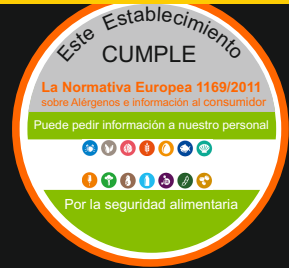 Este Establecimiento
CUMPLE
La Normativa Europea 1169/2011
sobre Alérgenos e información al consumidor
Puede pedir información a nuestro personal
Por la seguridad alimentaria